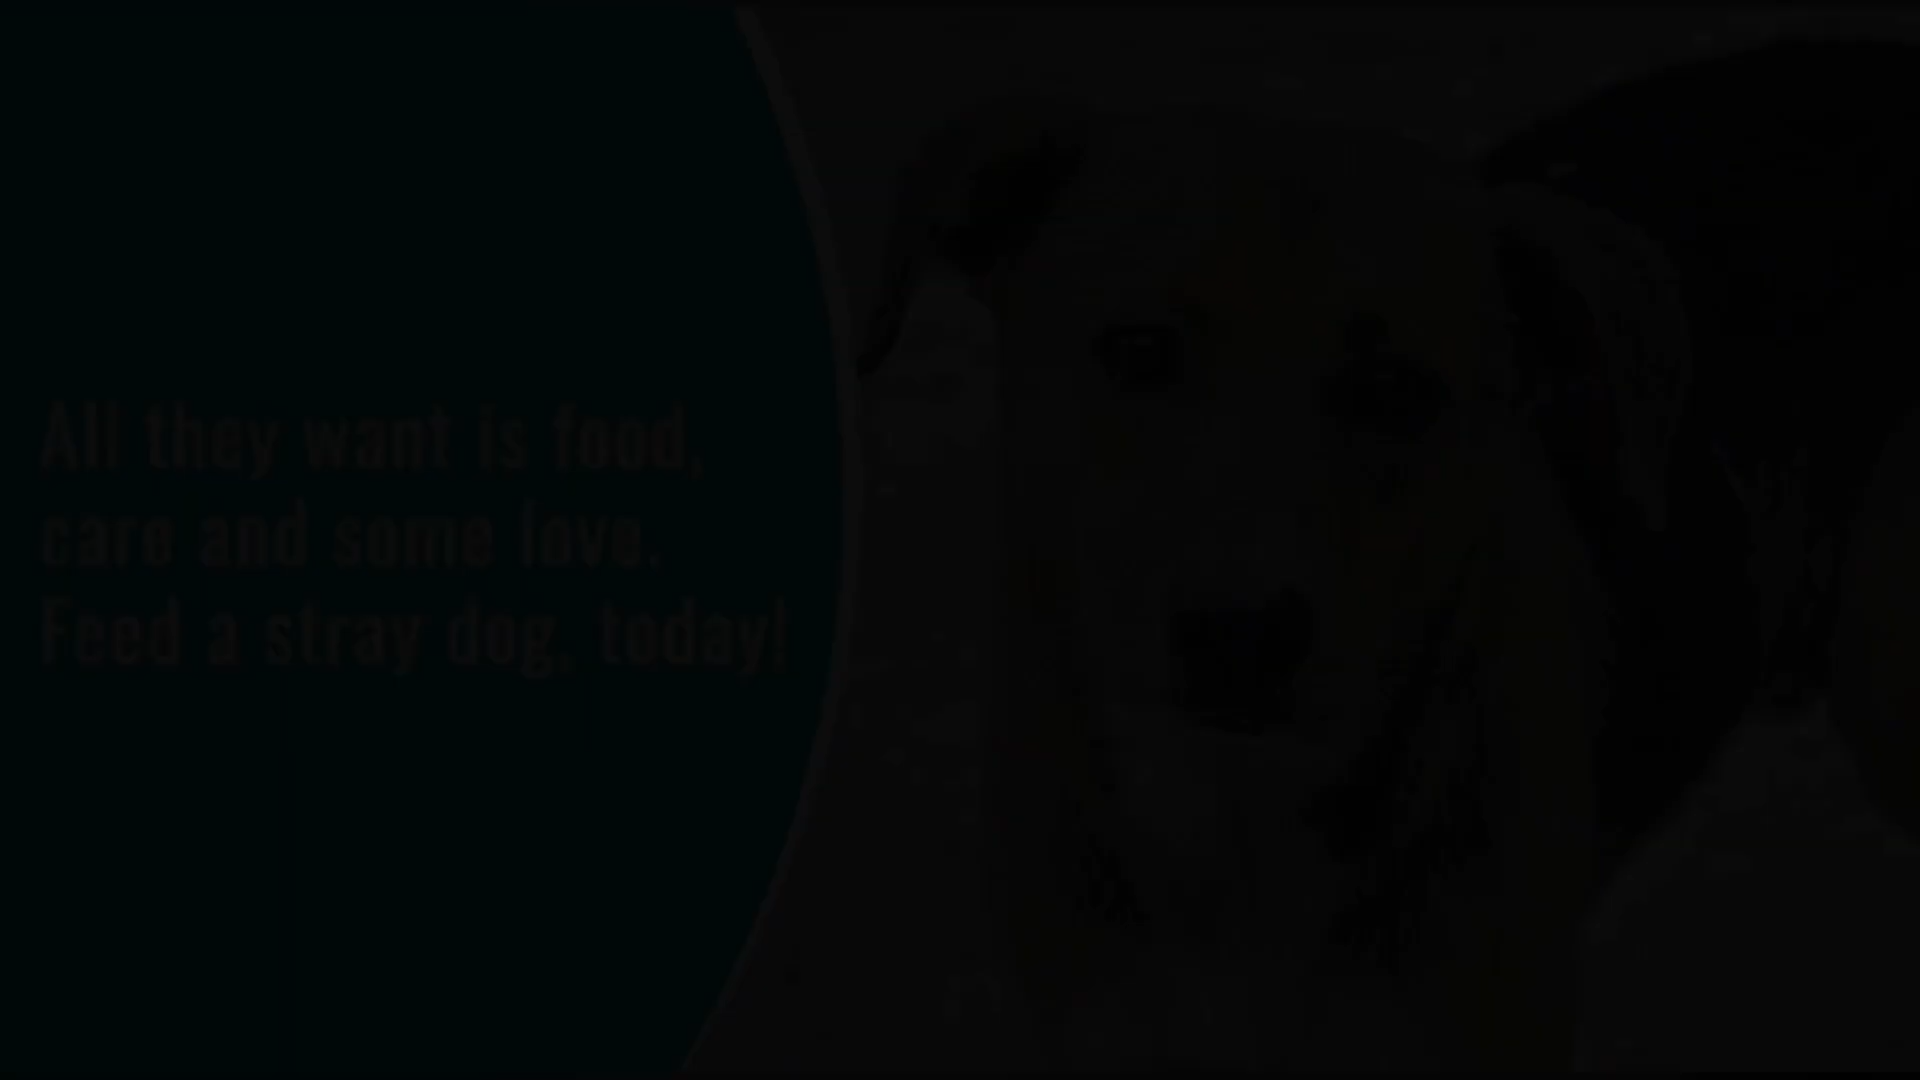 All they want is food,
care and some love.
Feed a stray dog, today!